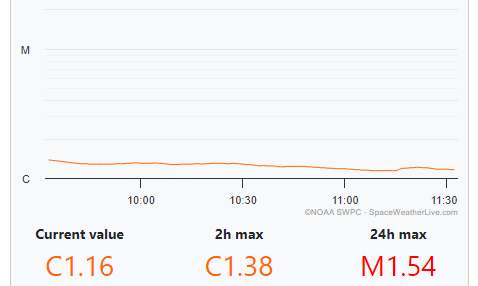 M
C
10:00 10:30 11:00 11:30
©NOAA SWPC - SpaceWeatherLive.com
Current value 2h max 24h max
C1.16 C1.38 M1.54